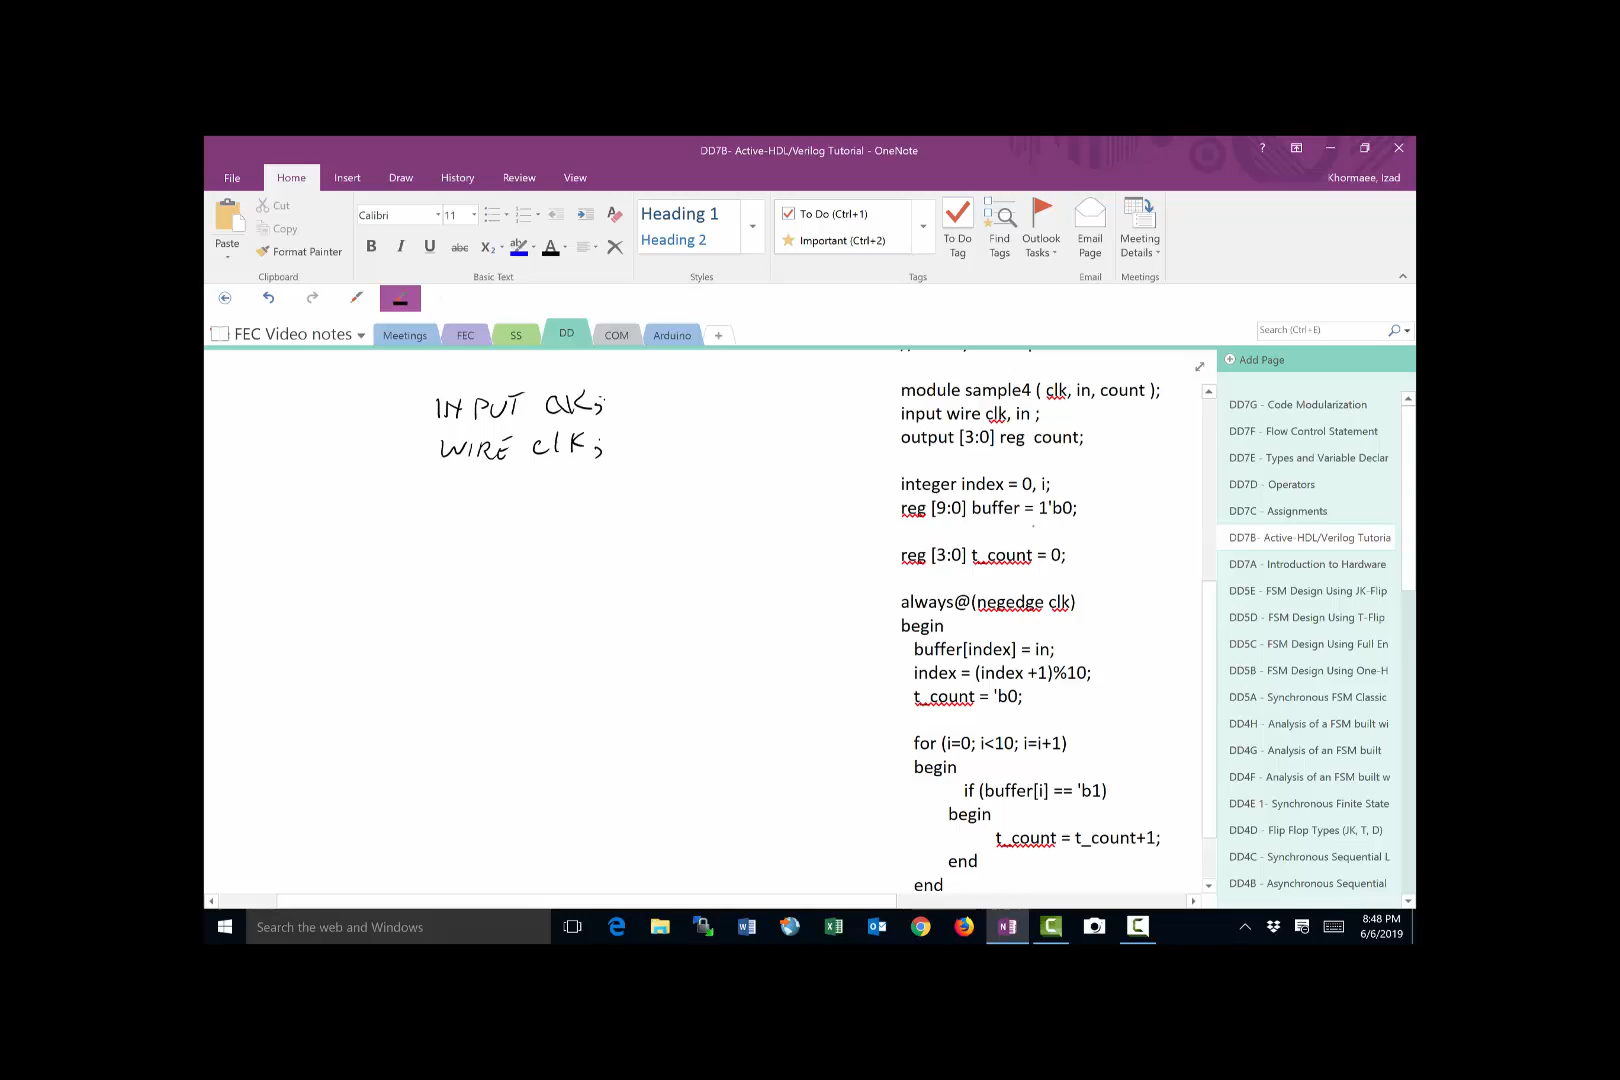 DD7B- Active-HDL/Verilog Tutorial - OneNote
?
File Home Insert Draw History Review View
Khormaee, Izad
Paste
Cut
Copy
Format Painter
Clipboard
Calibri 11
B I U abc X₂ ab A
Basic Text
Heading 1
Heading 2
Styles
To Do (Ctrl+1)
Important (Ctrl+2)
Tags
To Do Tag
Find Tags
Outlook Tasks
Email Page
Email
Meeting Details
Meetings
FEC Video notes
Meetings FEC SS DD COM Arduino +
Search (Ctrl+E)
INPUT clk;
WIRE clk;
module sample4 ( clk, in, count );
input wire clk, in ;
output [3:0] reg  count;
integer index = 0, i;
reg [9:0] buffer = 1'b0;
reg [3:0] t_count = 0;
always@(negedge clk)
begin
buffer[index] = in;
index = (index +1)%10;
t_count = 'b0;
for (i=0; i<10; i=i+1)
begin
if (buffer[i] == 'b1)
begin
t_count = t_count+1;
end
end
Add Page
DD7G - Code Modularization
DD7F - Flow Control Statement
DD7E - Types and Variable Declar
DD7D - Operators
DD7C - Assignments
DD7B- Active-HDL/Verilog Tutoria
DD7A - Introduction to Hardware
DD5E - FSM Design Using JK-Flip
DD5D - FSM Design Using T-Flip
DD5C - FSM Design Using Full En
DD5B - FSM Design Using One-H
DD5A - Synchronous FSM Classic
DD4H - Analysis of a FSM built wi
DD4G - Analysis of an FSM built
DD4F - Analysis of an FSM built w
DD4E 1- Synchronous Finite State
DD4D - Flip Flop Types (JK, T, D)
DD4C - Synchronous Sequential L
DD4B - Asynchronous Sequential
Search the web and Windows
8:48 PM
6/6/2019